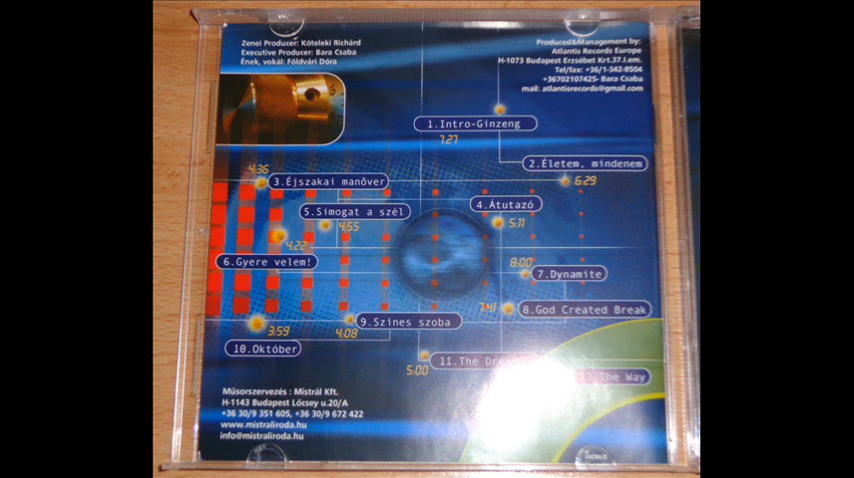 Zenei Producer: Köteleki Richárd
Executive Producer: Bara Csaba
Ének, vokál: Földvári Dóra
Produced&Management by:
Atlantis Records Europe
H-1073 Budapest Erzsébet Krt.37.I.em.
Tel/fax: +36/1-342-8504
+36702107425- Bara Csaba
mail: atlantisrecords@gmail.com
1.Intro-Ginzeng
7:27
2.Életem, mindenem
6:29
4:36
3.Éjszakai manőver
4.Átutazó
5:11
5.Simogat a szél
4:55
4:22
6.Gyere velem!
8:00
7.Dynamite
7:41
8.God Created Break
9.Színes szoba
4:08
3:59
10.Október
11.The
5:00
12.The Way
Műsorszervezés : Mistrál Kft.
H-1143 Budapest Lőcsey u.20/A
+36 30/9 351 605, +36 30/9 672 422
www.mistraliroda.hu
info@mistraliroda.hu